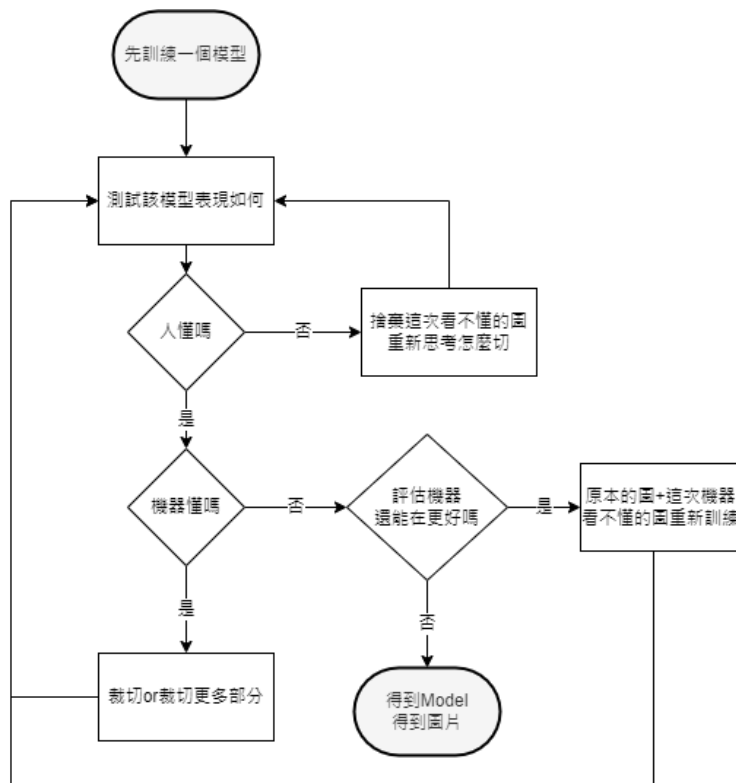 先訓練一個模型
測試該模型表現如何
人懂嗎
否
捨棄這次看不懂的圖
重新思考怎麼切
是
機器懂嗎
否
評估機器
還能在更好嗎
是
原本的圖+這次機器
看不懂的圖重新訓練
是
否
裁切or裁切更多部分
得到Model
得到圖片